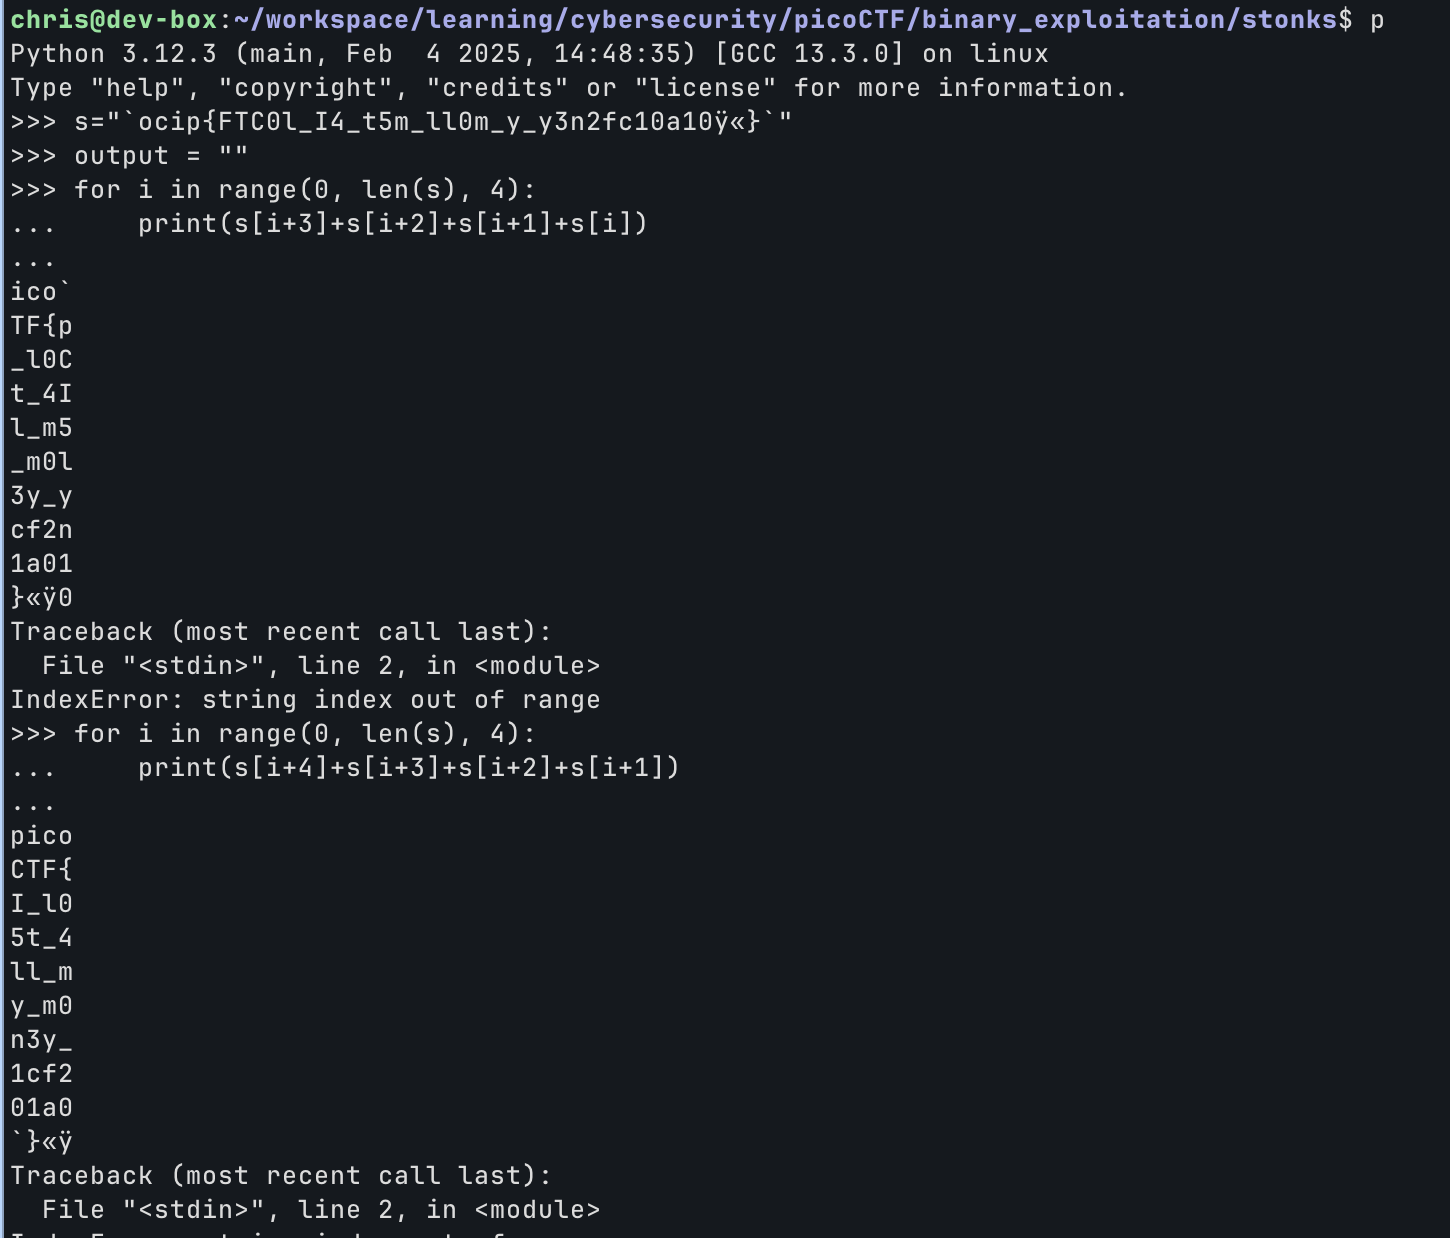 chris@dev-box:~/workspace/learning/cybersecurity/picoCTF/binary_exploitation/stonks$ p
Python 3.12.3 (main, Feb  4 2025, 14:48:35) [GCC 13.3.0] on linux
Type "help", "copyright", "credits" or "license" for more information.
>>> s="`ocip{FTC0l_I4_t5m_ll0m_y_y3n2fc10a10ÿ«}`"
>>> output = ""
>>> for i in range(0, len(s), 4):
...     print(s[i+3]+s[i+2]+s[i+1]+s[i])
...
ico`
TF{p
_l0C
t_4I
l_m5
_m0l
3y_y
cf2n
1a01
}«ÿ0
Traceback (most recent call last):
  File "<stdin>", line 2, in <module>
IndexError: string index out of range
>>> for i in range(0, len(s), 4):
...     print(s[i+4]+s[i+3]+s[i+2]+s[i+1])
...
pico
CTF{
I_l0
5t_4
ll_m
y_m0
n3y_
1cf2
01a0
`}«ÿ
Traceback (most recent call last):
  File "<stdin>", line 2, in <module>